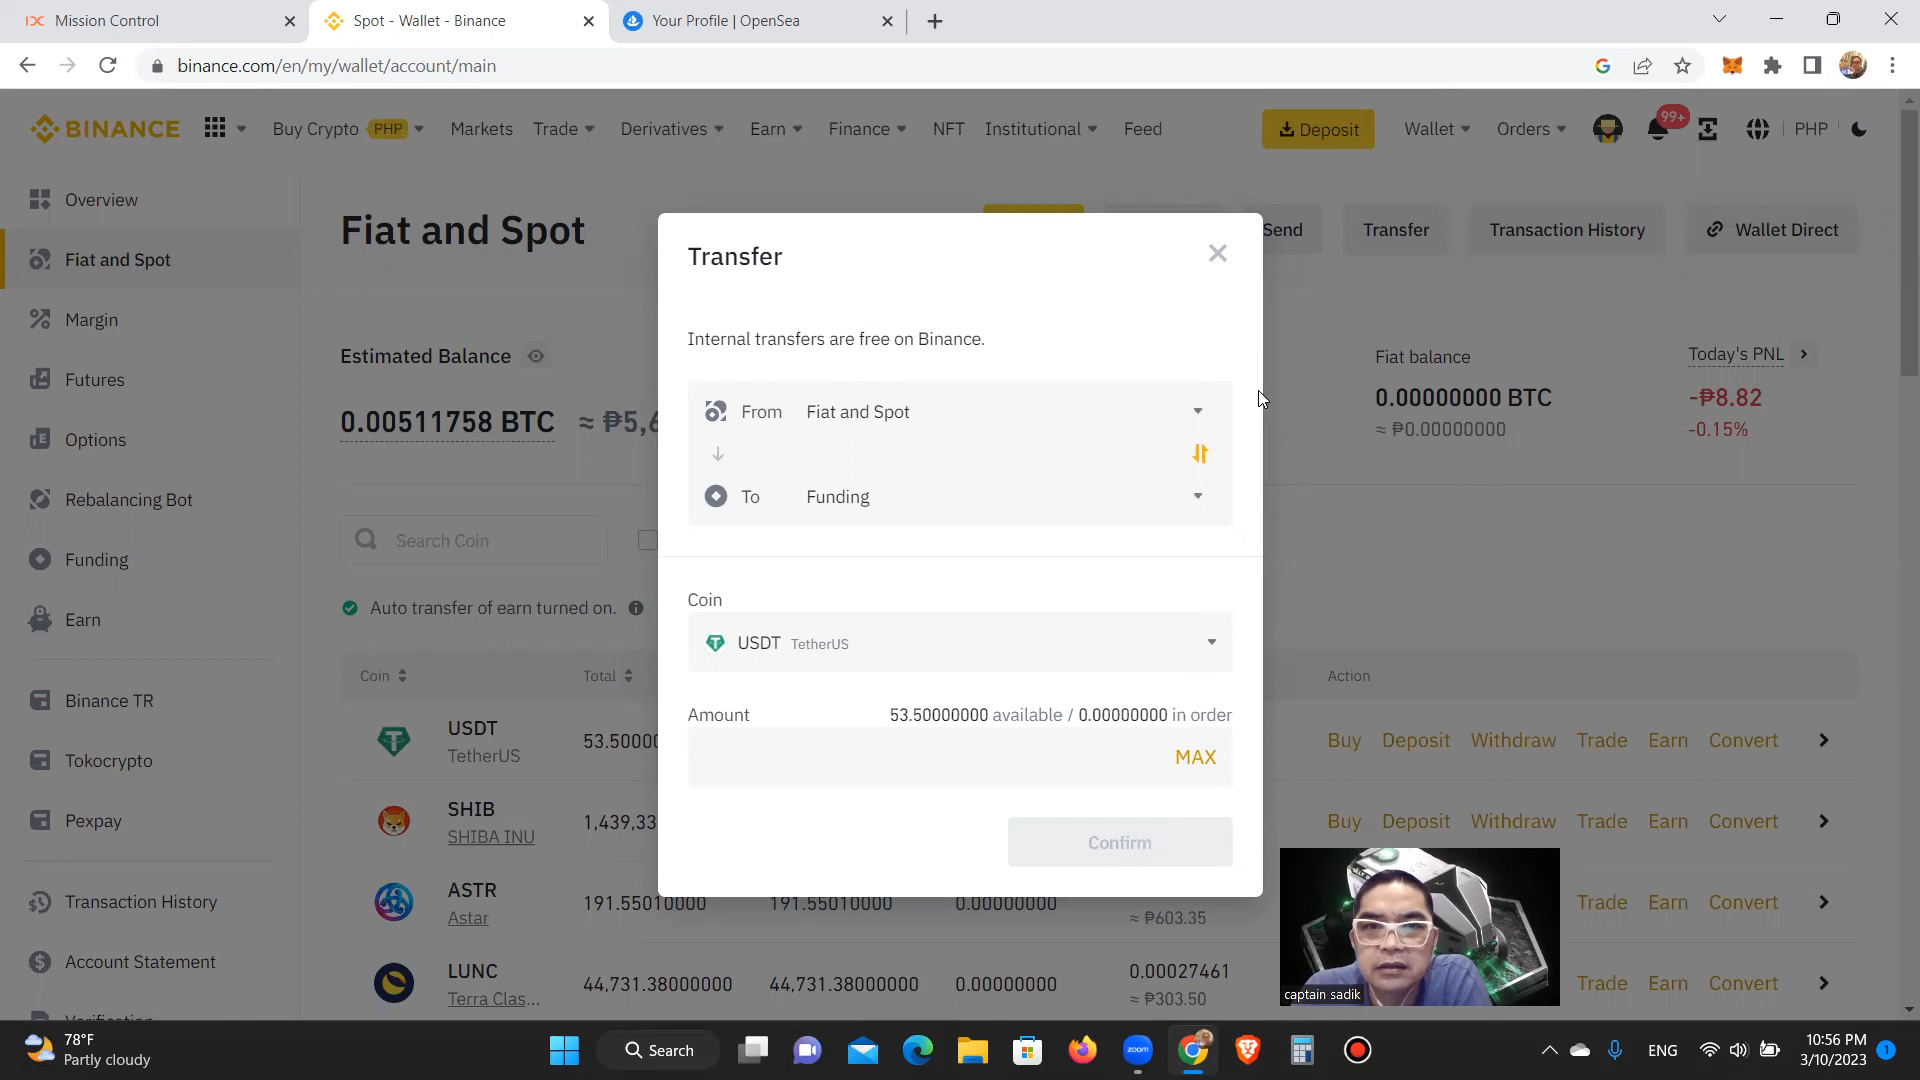 Mission Control
Spot - Wallet - Binance
Your Profile | OpenSea
binance.com/en/my/wallet/account/main
BINANCE
Buy Crypto PHP
Markets
Trade
Derivatives
Earn
Finance
NFT
Institutional
Feed
Deposit
Wallet
Orders
99+
PHP
Overview
Fiat and Spot
Margin
Futures
Options
Rebalancing Bot
Funding
Earn
Binance TR
Tokocrypto
Pexpay
Transaction History
Account Statement
Fiat and Spot
Send
Transfer
Transaction History
Wallet Direct
Estimated Balance
0.00511758 BTC ≈ ₱5,6
Fiat balance
0.00000000 BTC
≈ ₱0.00000000
Today's PNL
-₱8.82
-0.15%
Search Coin
Auto transfer of earn turned on.
Coin
Total
Action
USDT
TetherUS
53.5000
Buy Deposit Withdraw Trade Earn Convert
SHIB
SHIBA INU
1,439,33
Buy Deposit Withdraw Trade Earn Convert
ASTR
Astar
191.55010000
191.55010000
0.00000000
≈ ₱603.35
Trade Earn Convert
LUNC
Terra Clas...
44,731.38000000
44,731.38000000
0.00000000
0.00027461
≈ ₱303.50
Trade Earn Convert
Transfer
Internal transfers are free on Binance.
From Fiat and Spot
To Funding
Coin
USDT TetherUS
Amount
53.50000000 available / 0.00000000 in order
MAX
Confirm
captain sadik
78°F
Partly cloudy
Search
zoom
ENG
10:56 PM
3/10/2023
1